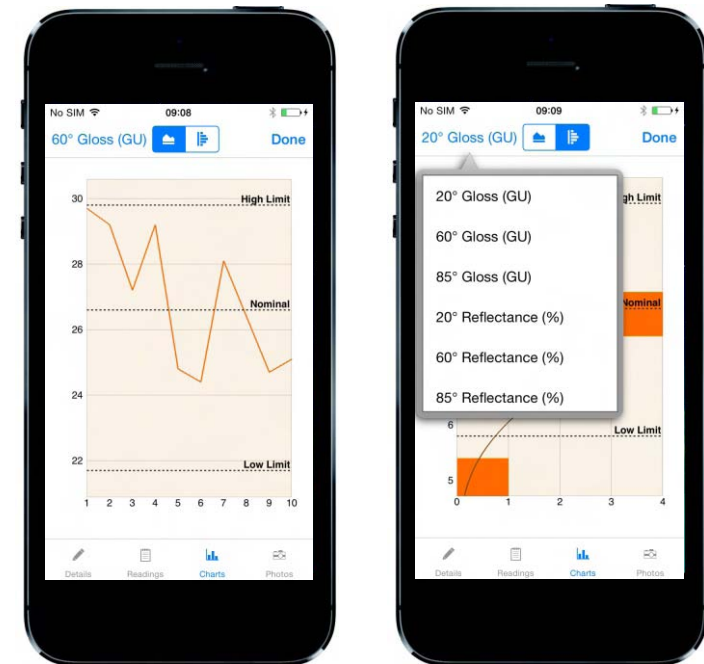 No SIM 09:08
60° Gloss (GU) Done
30
High Limit
28
Nominal
26
24
22
Low Limit
1 2 3 4 5 6 7 8 9 10
Details Readings Charts Photos
No SIM 09:09
20° Gloss (GU) Done
20° Gloss (GU)
60° Gloss (GU)
85° Gloss (GU)
20° Reflectance (%)
60° Reflectance (%)
85° Reflectance (%)
gh Limit
Nominal
6
Low Limit
5
0 1 2 3 4
Details Readings Charts Photos